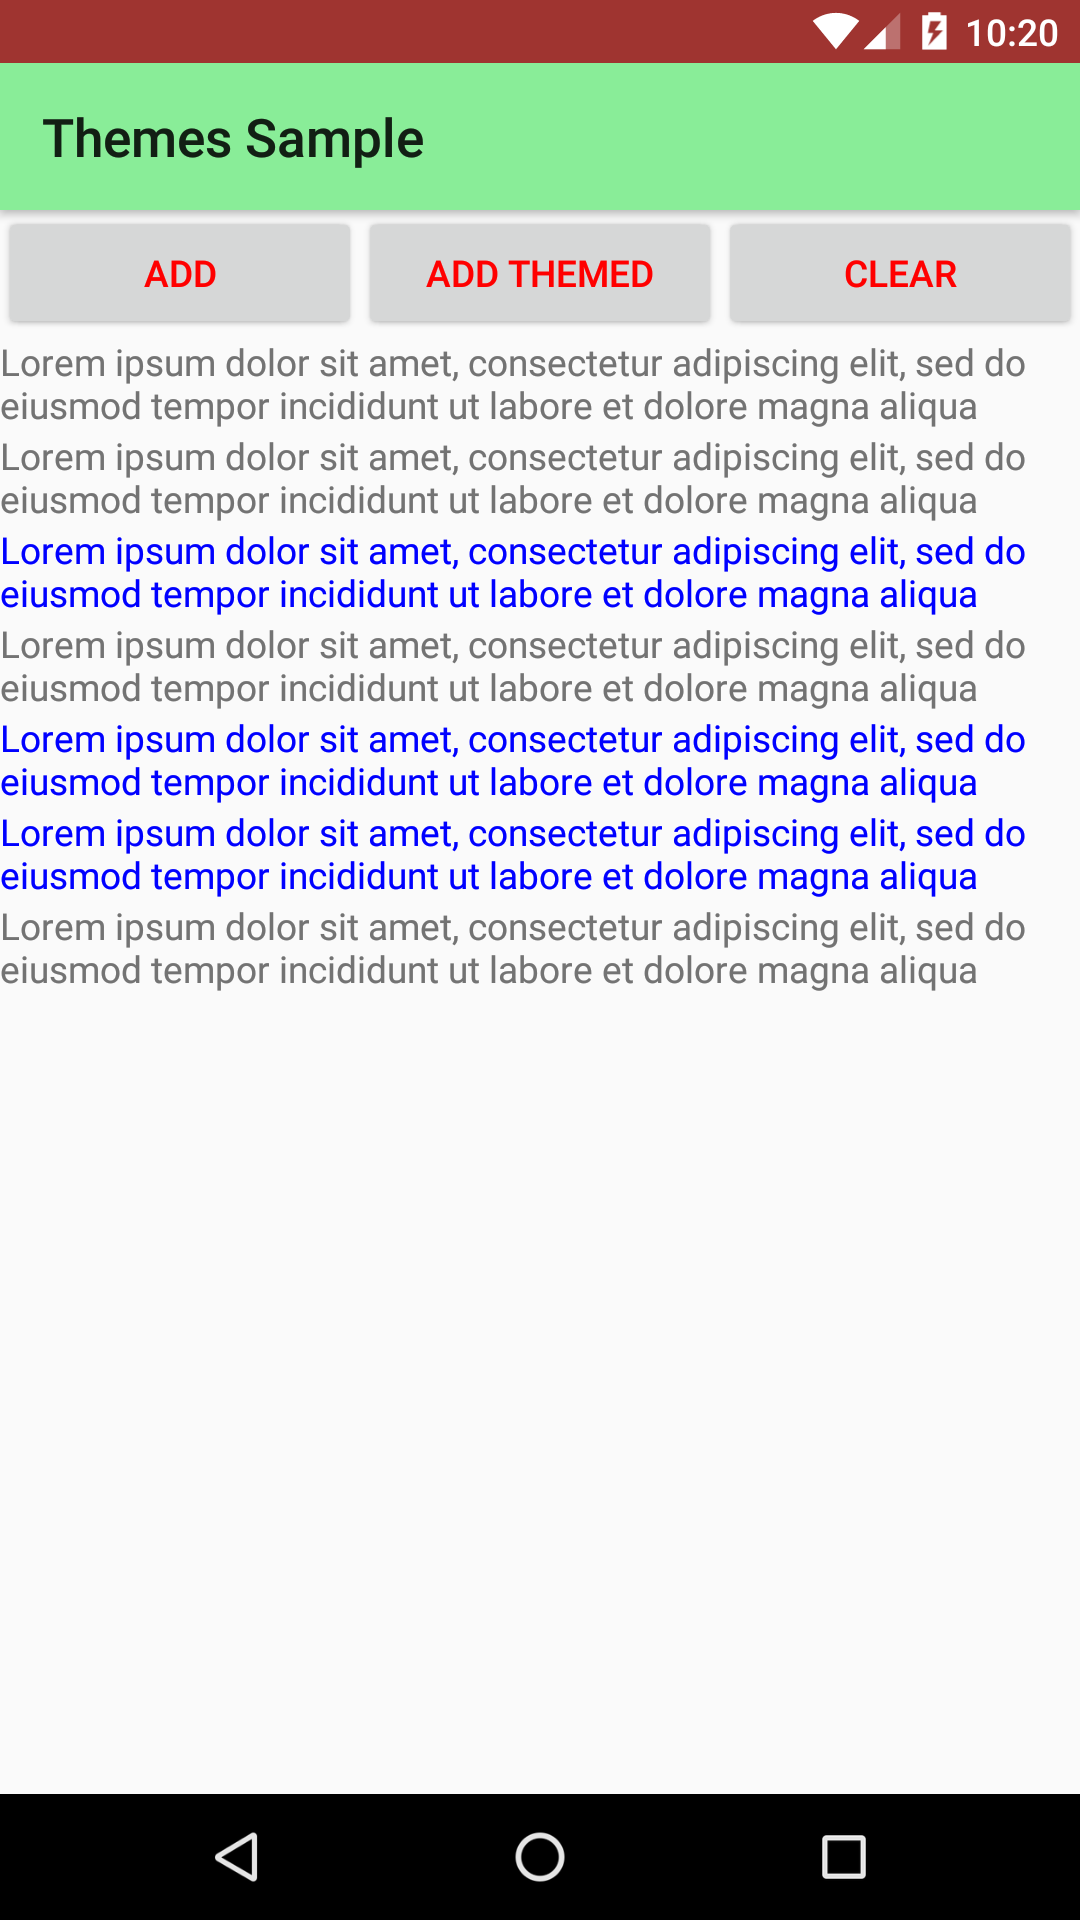 10:20
Themes Sample
ADD ADD THEMED CLEAR
Lorem ipsum dolor sit amet, consectetur adipiscing elit, sed do
eiusmod tempor incididunt ut labore et dolore magna aliqua
Lorem ipsum dolor sit amet, consectetur adipiscing elit, sed do
eiusmod tempor incididunt ut labore et dolore magna aliqua
Lorem ipsum dolor sit amet, consectetur adipiscing elit, sed do
eiusmod tempor incididunt ut labore et dolore magna aliqua
Lorem ipsum dolor sit amet, consectetur adipiscing elit, sed do
eiusmod tempor incididunt ut labore et dolore magna aliqua
Lorem ipsum dolor sit amet, consectetur adipiscing elit, sed do
eiusmod tempor incididunt ut labore et dolore magna aliqua
Lorem ipsum dolor sit amet, consectetur adipiscing elit, sed do
eiusmod tempor incididunt ut labore et dolore magna aliqua
Lorem ipsum dolor sit amet, consectetur adipiscing elit, sed do
eiusmod tempor incididunt ut labore et dolore magna aliqua